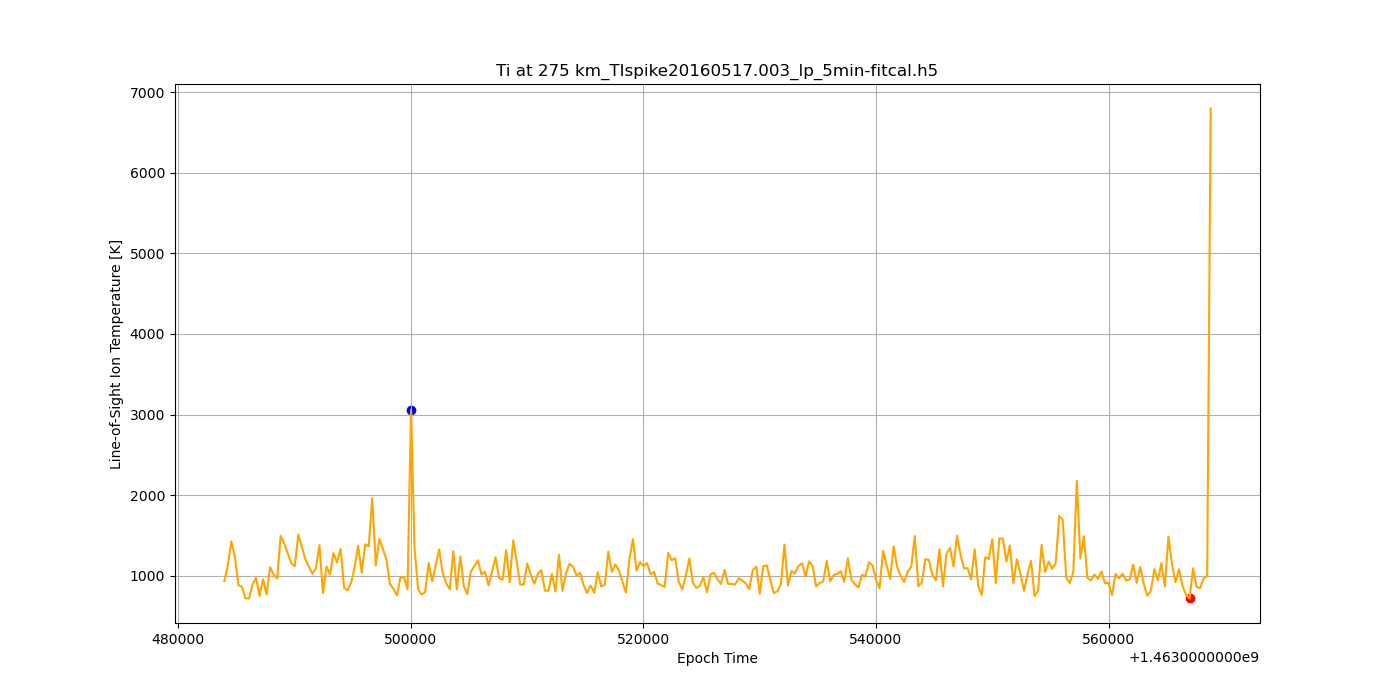 Ti at 275 km_TIspike20160517.003_lp_5min-fitcal.h5
Line-of-Sight Ion Temperature [K]
7000
6000
5000
4000
3000
2000
1000
480000 500000 520000 540000 560000
+1.4630000000e9
Epoch Time